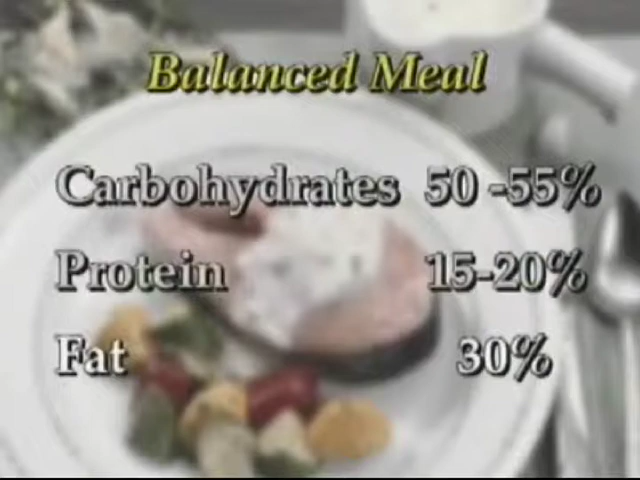 Balanced Meal
Carbohydrates 50 -55%
Protein 15-20%
Fat 30%